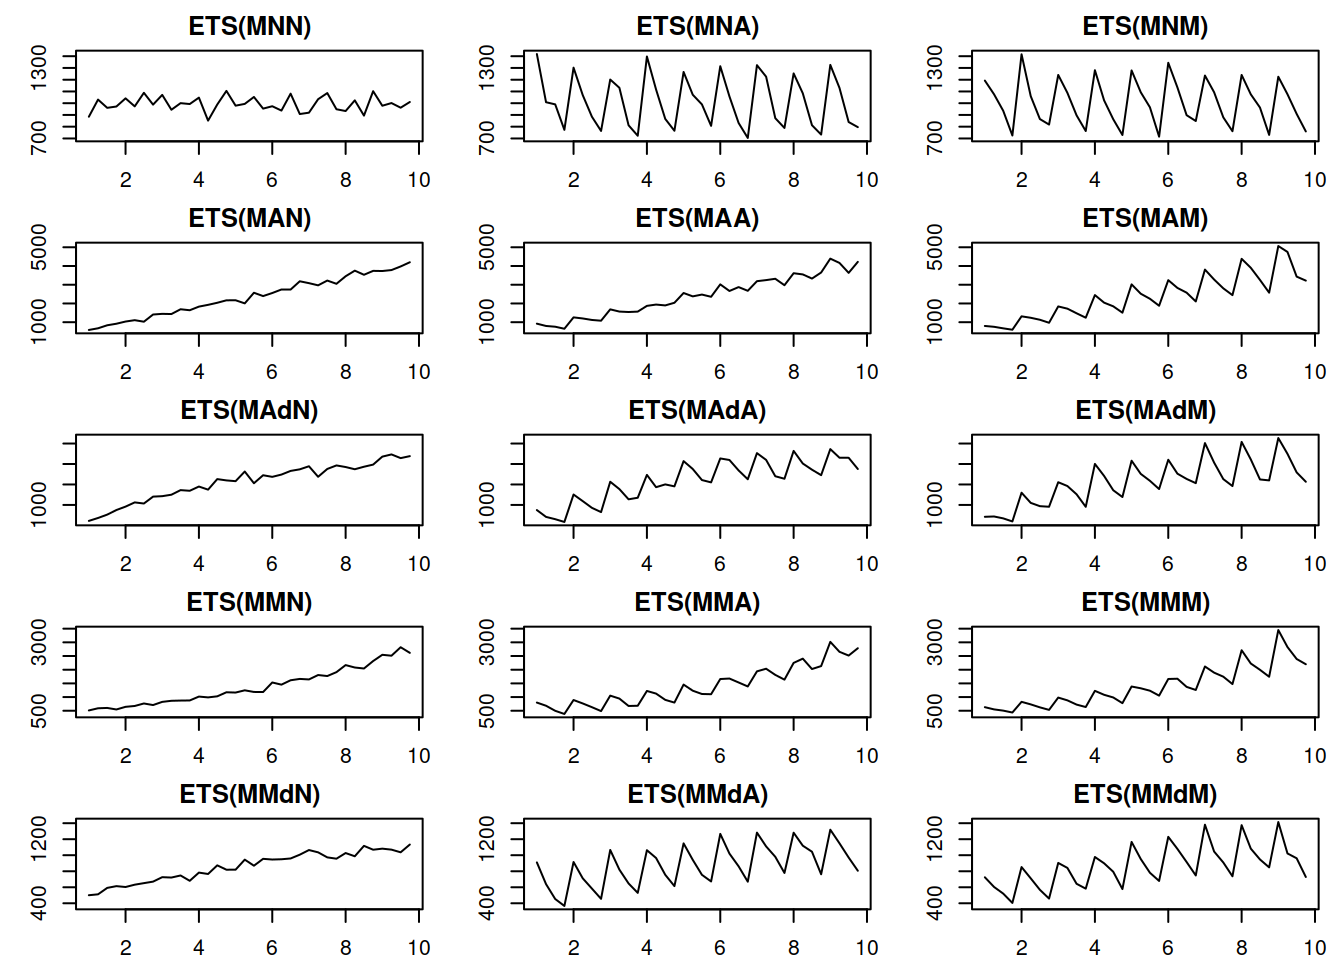 ETS(MNN) ETS(MNA) ETS(MNM)
1300 1300 1300
700 700 700
2 4 6 8 10 2 4 6 8 10 2 4 6 8 10
ETS(MAN) ETS(MAA) ETS(MAM)
5000 5000 5000
1000 1000 1000
2 4 6 8 10 2 4 6 8 10 2 4 6 8 10
ETS(MAdN) ETS(MAdA) ETS(MAdM)
1000 1000 1000
2 4 6 8 10 2 4 6 8 10 2 4 6 8 10
ETS(MMN) ETS(MMA) ETS(MMM)
3000 3000 3000
500 500 500
2 4 6 8 10 2 4 6 8 10 2 4 6 8 10
ETS(MMdN) ETS(MMdA) ETS(MMdM)
1200 1200 1200
400 400 400
2 4 6 8 10 2 4 6 8 10 2 4 6 8 10